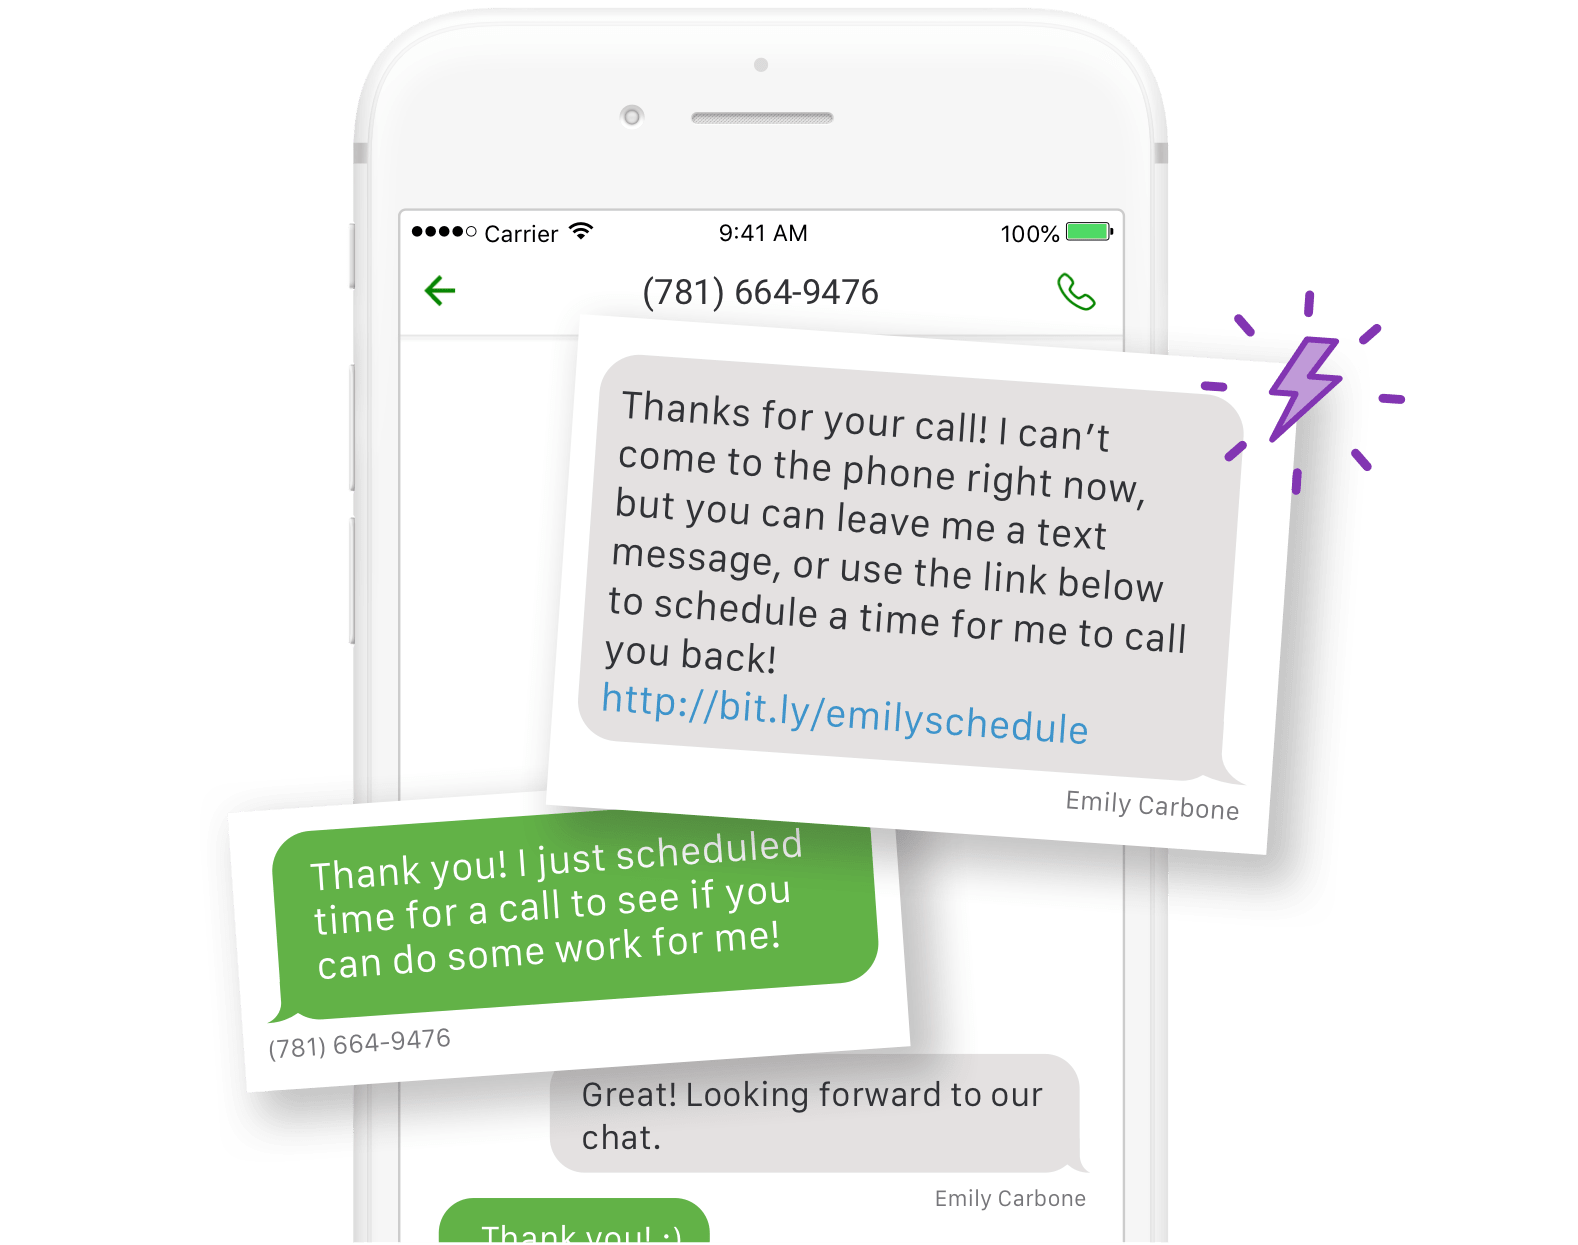 Carrier 9:41 AM 100%
(781) 664-9476
Thanks for your call! I can’t
come to the phone right now,
but you can leave me a text
message, or use the link below
to schedule a time for me to call
you back!
http://bit.ly/emilyschedule
Emily Carbone
Thank you! I just scheduled
time for a call to see if you
can do some work for me!
(781) 664-9476
Great! Looking forward to our
chat.
Emily Carbone
Thank you! :)